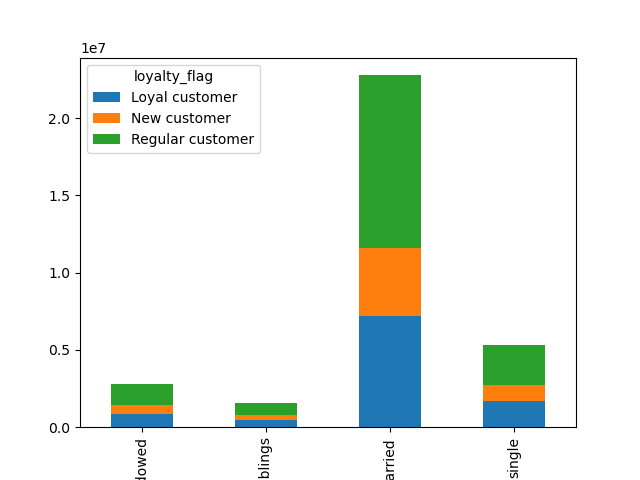 1e7
loyalty_flag
Loyal customer
New customer
Regular customer
2.0
1.5
1.0
0.5
0.0
dowed
blings
arried
single